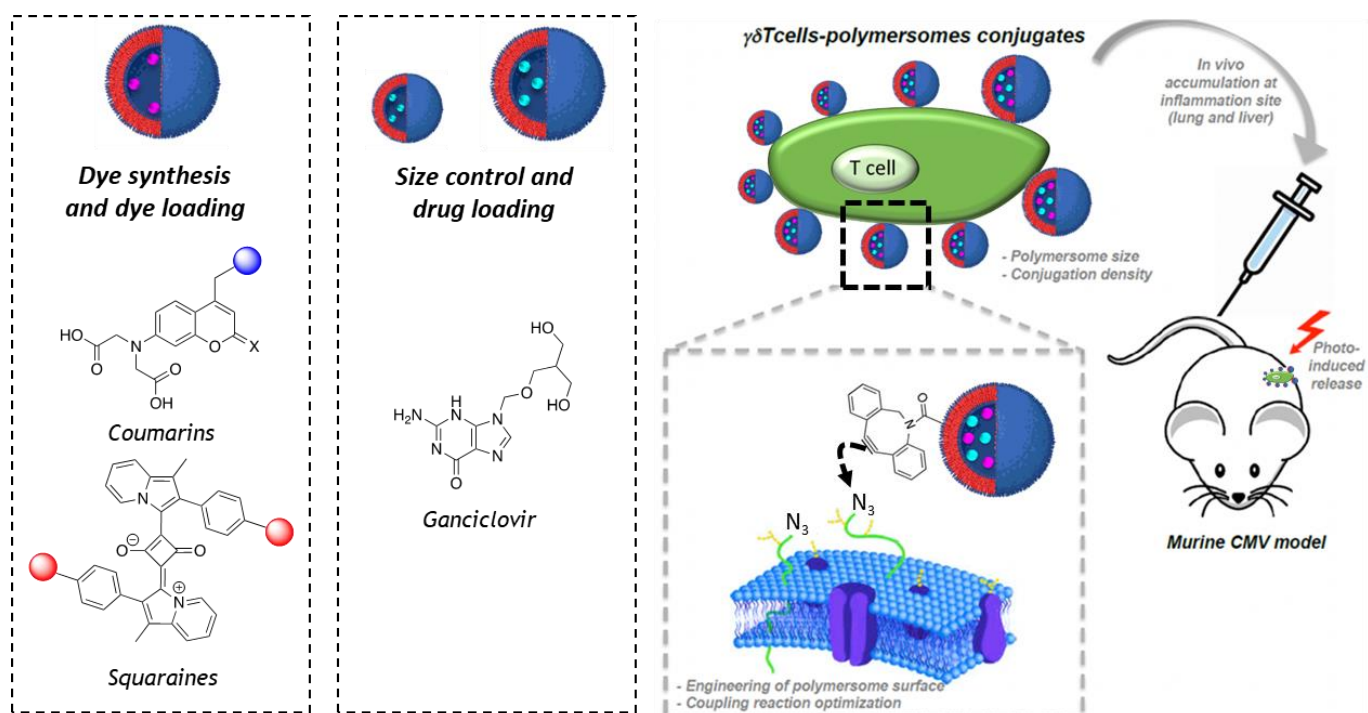 Dye synthesis
and dye loading
HO
O
N
O
OH
O
X
Coumarins
N
O
⊖
O
⊕
N
Squaraines
Size control and
drug loading
HO
OH
O
H
H₂N
N
N
N
N
O
Ganciclovir
γδTcells-polymersomes conjugates
T cell
- Polymersome size
- Conjugation density
In vivo
accumulation at
inflammation site
(lung and liver)
Photo-
induced
release
Murine CMV model
O
N
N₃
N₃
- Engineering of polymersome surface
- Coupling reaction optimization